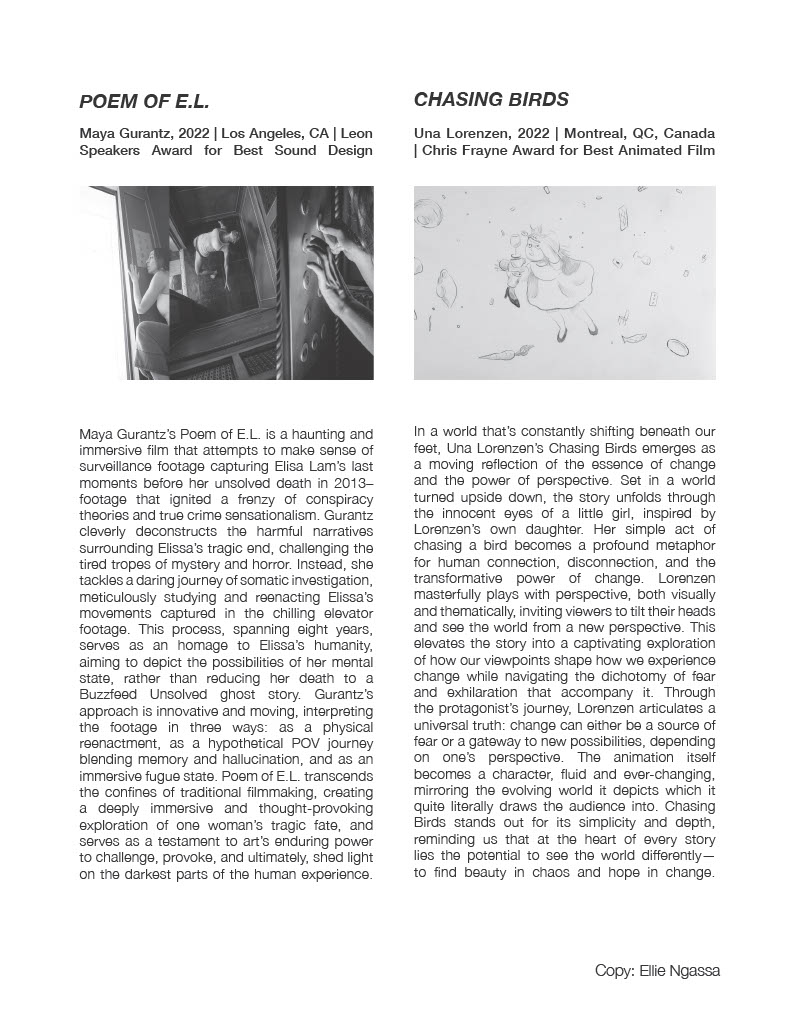 POEM OF E.L.
Maya Gurantz, 2022 | Los Angeles, CA | Leon
Speakers Award for Best Sound Design
Maya Gurantz's Poem of E.L. is a haunting and
immersive film that attempts to make sense of
surveillance footage capturing Elisa Lam's last
moments before her unsolved death in 2013–
footage that ignited a frenzy of conspiracy
theories and true crime sensationalism. Gurantz
cleverly deconstructs the harmful narratives
surrounding Elissa's tragic end, challenging the
tired tropes of mystery and horror. Instead, she
tackles a daring journey of somatic investigation,
meticulously studying and reenacting Elissa's
movements captured in the chilling elevator
footage. This process, spanning eight years,
serves as an homage to Elissa's humanity,
aiming to depict the possibilities of her mental
state, rather than reducing her death to a
Buzzfeed Unsolved ghost story. Gurantz's
approach is innovative and moving, interpreting
the footage in three ways: as a physical
reenactment, as a hypothetical POV journey
blending memory and hallucination, and as an
immersive fugue state. Poem of E.L. transcends
the confines of traditional filmmaking, creating
a deeply immersive and thought-provoking
exploration of one woman's tragic fate, and
serves as a testament to art's enduring power
to challenge, provoke, and ultimately, shed light
on the darkest parts of the human experience.
CHASING BIRDS
Una Lorenzen, 2022 | Montreal, QC, Canada
| Chris Frayne Award for Best Animated Film
In a world that's constantly shifting beneath our
feet, Una Lorenzen's Chasing Birds emerges as
a moving reflection of the essence of change
and the power of perspective. Set in a world
turned upside down, the story unfolds through
the innocent eyes of a little girl, inspired by
Lorenzen's own daughter. Her simple act of
chasing a bird becomes a profound metaphor
for human connection, disconnection, and the
transformative power of change. Lorenzen
masterfully plays with perspective, both visually
and thematically, inviting viewers to tilt their heads
and see the world from a new perspective. This
elevates the story into a captivating exploration
of how our viewpoints shape how we experience
change while navigating the dichotomy of fear
and exhilaration that accompany it. Through
the protagonist's journey, Lorenzen articulates a
universal truth: change can either be a source of
fear or a gateway to new possibilities, depending
on one's perspective. The animation itself
becomes a character, fluid and ever-changing,
mirroring the evolving world it depicts which it
quite literally draws the audience into. Chasing
Birds stands out for its simplicity and depth,
reminding us that at the heart of every story
lies the potential to see the world differently—
to find beauty in chaos and hope in change.
Copy: Ellie Ngassa